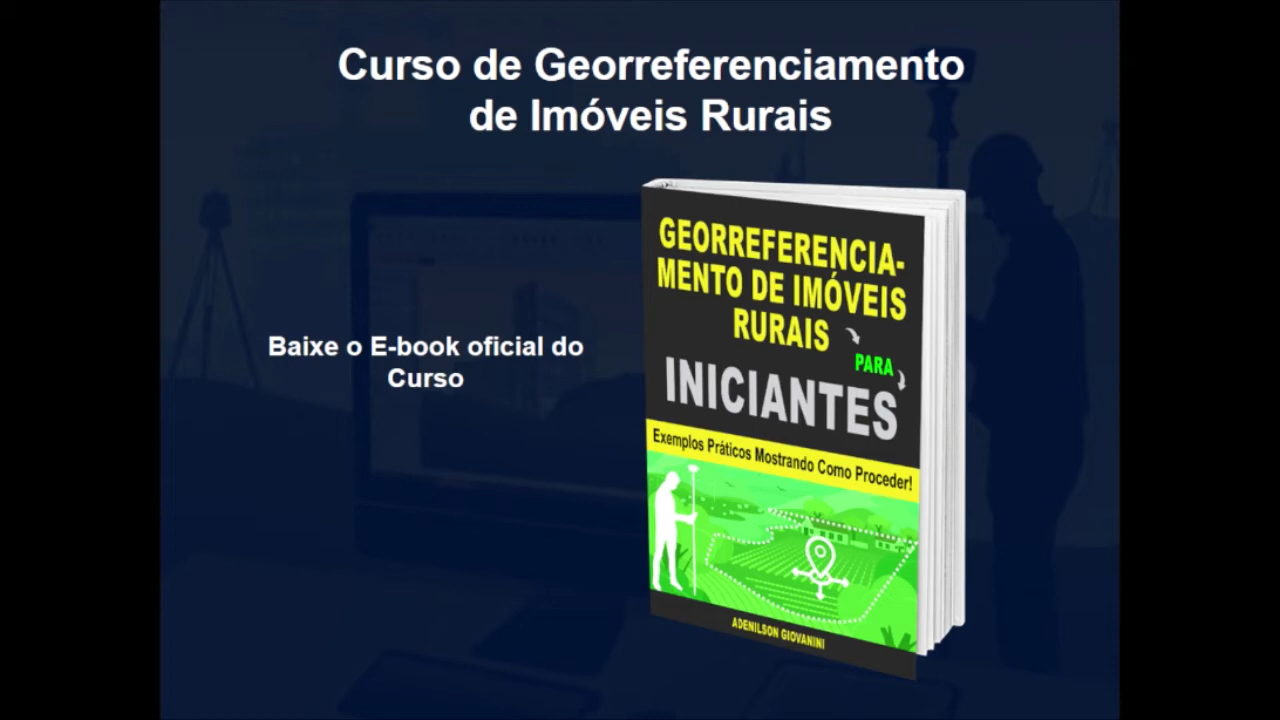 Curso de Georreferenciamento
de Imóveis Rurais
Baixe o E-book oficial do
Curso
GEORREFERENCIA-
MENTO DE IMÓVEIS
RURAIS
PARA
INICIANTES
Exemplos Práticos Mostrando Como Proceder!
ADENILSON GIOVANINI